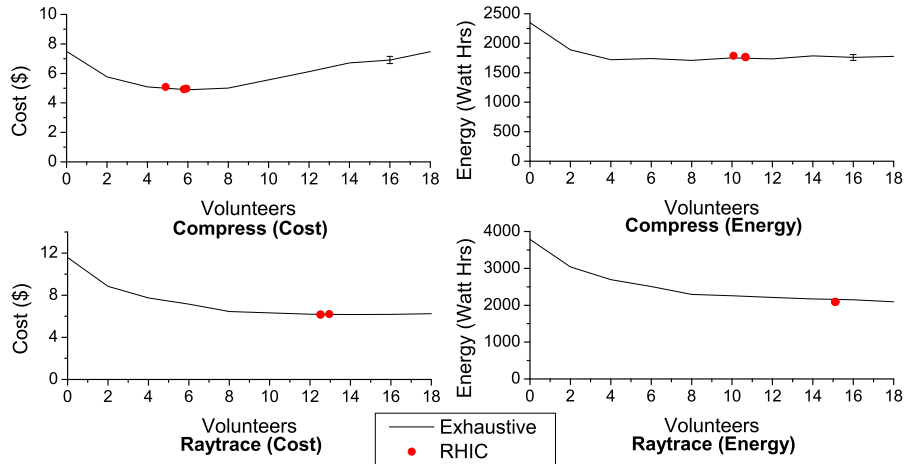 Cost ($)
10
8
6
4
2
0
0 2 4 6 8 10 12 14 16 18
Volunteers
Compress (Cost)
Energy (Watt Hrs)
2500
2000
1750
1500
1250
1000
500
0
0 2 4 6 8 10 12 14 16 18
Volunteers
Compress (Energy)
Cost ($)
12
8
6
4
0
0 2 4 6 8 10 12 14 16 18
Volunteers
Raytrace (Cost)
Energy (Watt Hrs)
4000
3000
2000
1000
0
0 2 4 6 8 10 12 14 16 18
Volunteers
Raytrace (Energy)
Exhaustive
RHIC